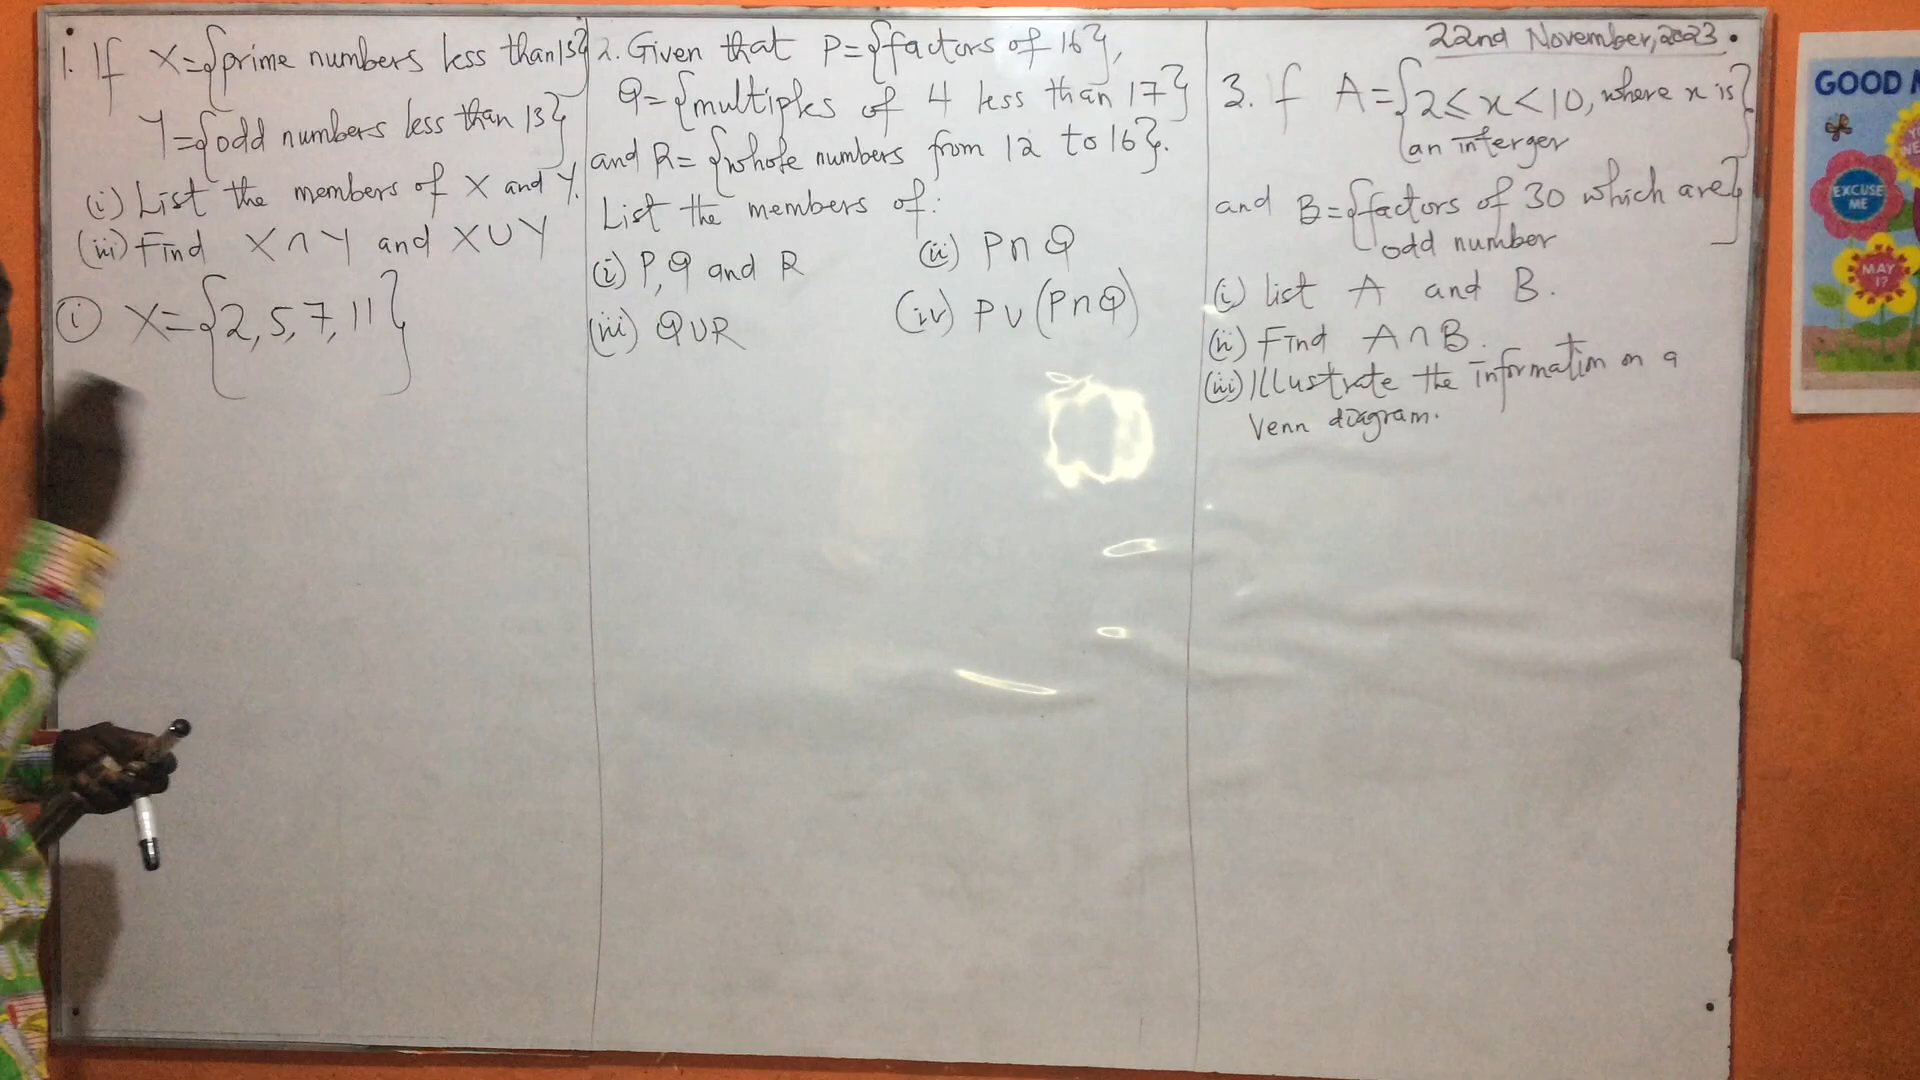 1. If X={prime numbers less than 13}
Y={odd numbers less than 13}
(i) List the members of X and Y.
(ii) Find X∩Y and X∪Y
(i) X={2,5,7,11}
2. Given that P={factors of 16},
Q={multiples of 4 less than 17}
and R={whole numbers from 12 to 16}.
List the members of:
(i) P,Q and R (ii) P∩Q
(iii) Q∪R (iv) P∪(P∩Q)
22nd November, 2023.
3. If A={2≤x<10, where x is
an interger}
and B={factors of 30 which are
odd number}
(i) list A and B.
(ii) Find A∩B.
(iii) Illustrate the information on a
Venn diagram.
GOOD
EXCUSE
ME
MAY
I?